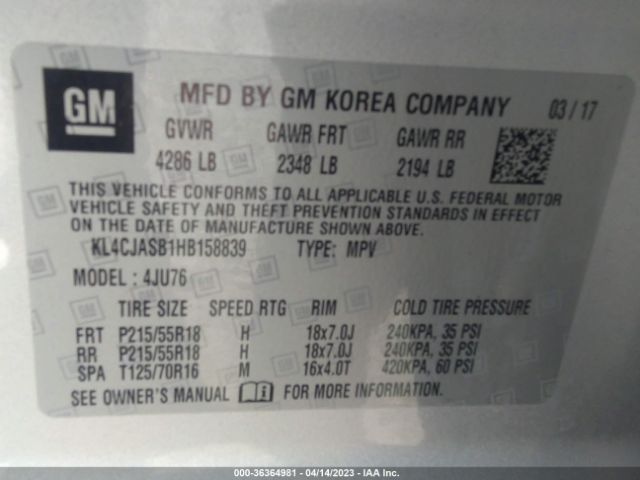 GM MFD BY GM KOREA COMPANY 03/17
GVWR GAWR FRT GAWR RR
4286 LB 2348 LB 2194 LB
THIS VEHICLE CONFORMS TO ALL APPLICABLE U.S. FEDERAL MOTOR
VEHICLE SAFETY AND THEFT PREVENTION STANDARDS IN EFFECT
ON THE DATE OF MANUFACTURE SHOWN ABOVE.
KL4CJASB1HB158839 TYPE: MPV
MODEL : 4JU76
TIRE SIZE SPEED RTG RIM COLD TIRE PRESSURE
FRT P215/55R18 H 18x7.0J 240KPA, 35 PSI
RR P215/55R18 H 18x7.0J 240KPA, 35 PSI
SPA T125/70R16 M 16x4.0T 420KPA, 60 PSI
SEE OWNER'S MANUAL FOR MORE INFORMATION.
000-36364981 - 04/14/2023 - IAA Inc.